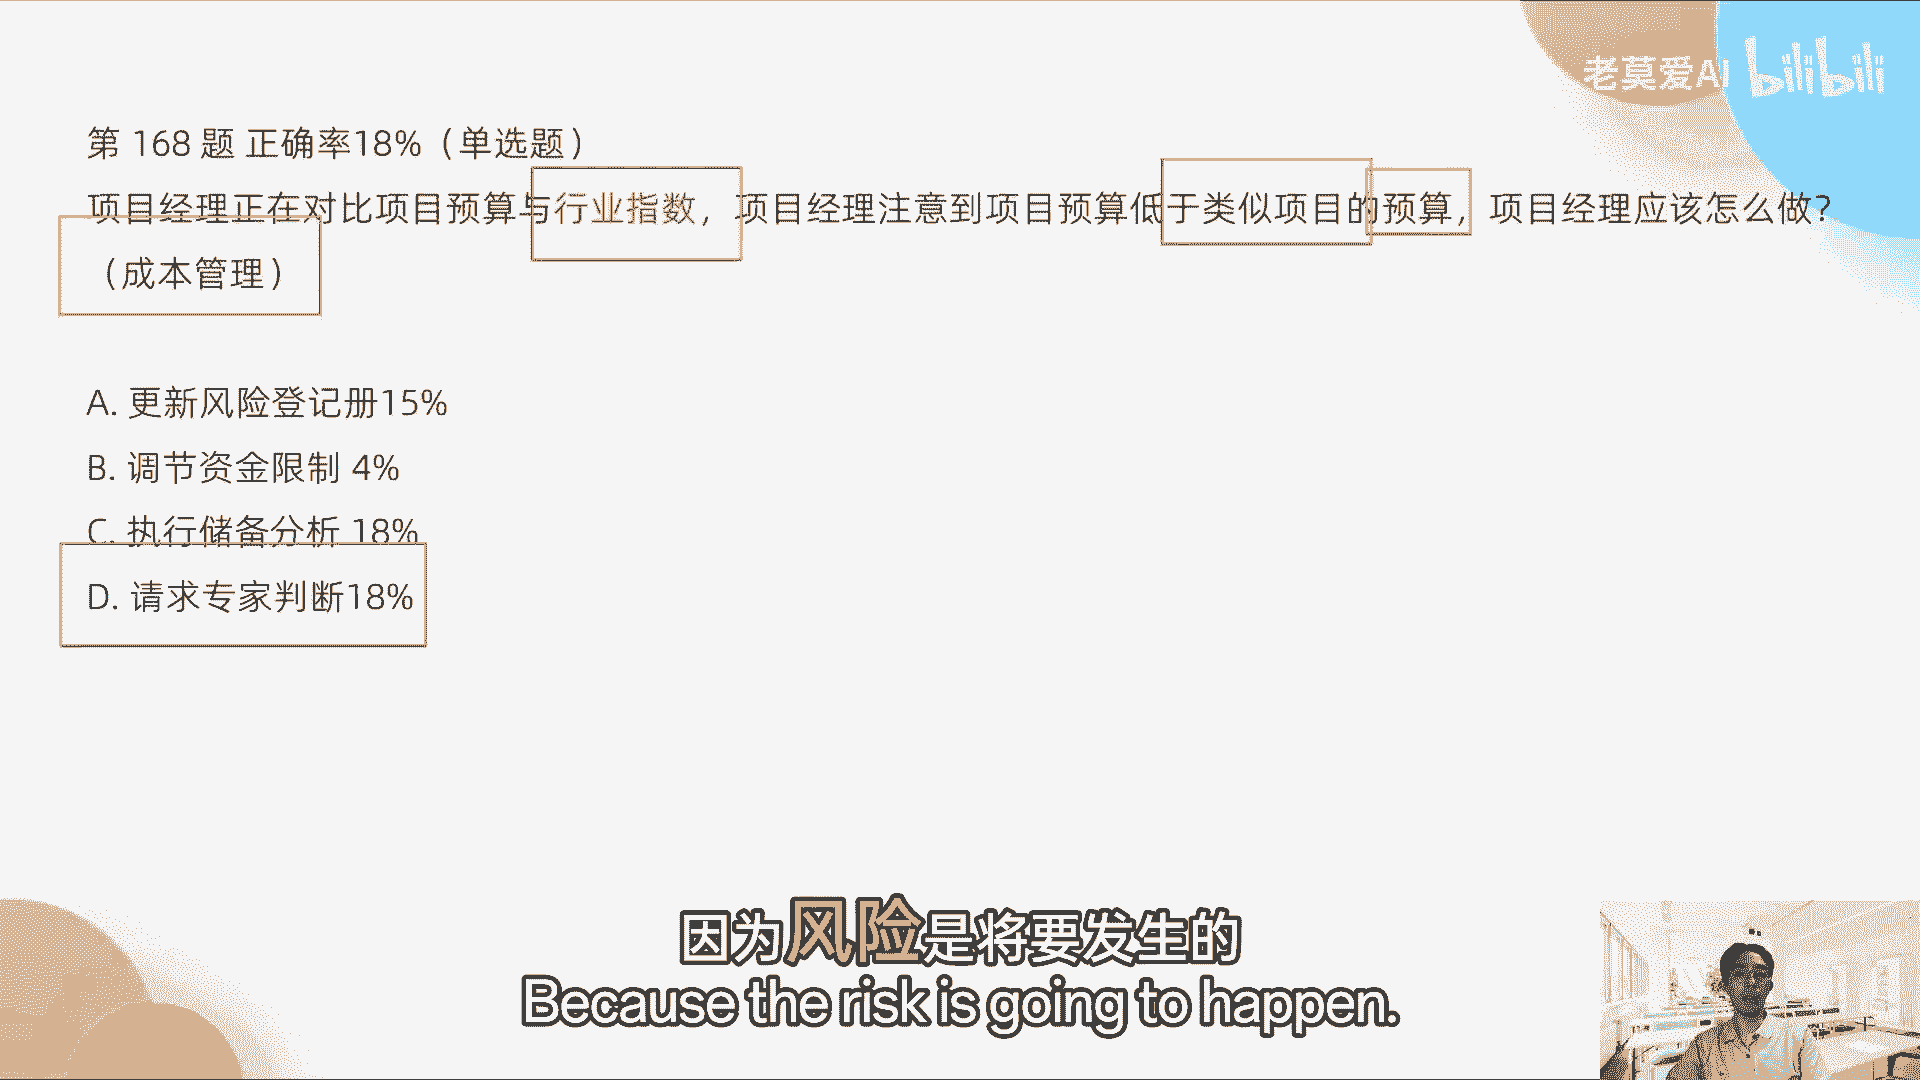 老莫爱AI bilibili
第 168 题 正确率18%（单选题）
项目经理正在对比项目预算与行业指数，项目经理注意到项目预算低于类似项目的预算，项目经理应该怎么做？
（成本管理）
A. 更新风险登记册15%
B. 调节资金限制 4%
C. 执行储备分析 18%
D. 请求专家判断18%
因为风险是将要发生的
Because the risk is going to happen.